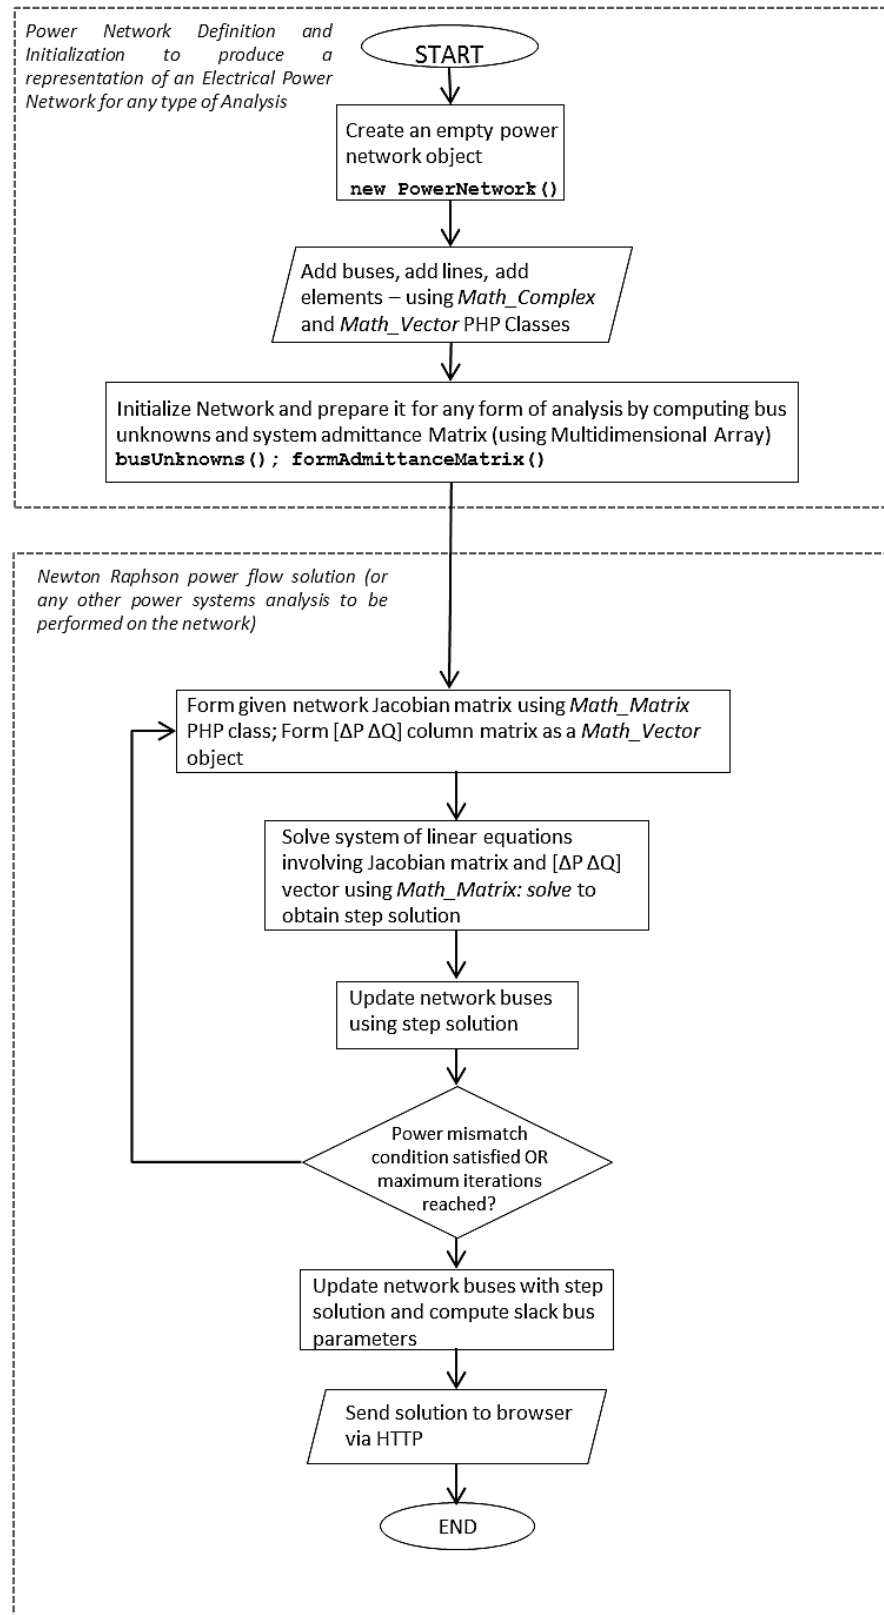 Power Network Definition and
Initialization to produce a
representation of an Electrical Power
Network for any type of Analysis
START
Create an empty power
network object
new PowerNetwork()
Add buses, add lines, add
elements – using Math_Complex
and Math_Vector PHP Classes
Initialize Network and prepare it for any form of analysis by computing bus
unknowns and system admittance Matrix (using Multidimensional Array)
busUnknowns(); formAdmittanceMatrix()
Newton Raphson power flow solution (or
any other power systems analysis to be
performed on the network)
Form given network Jacobian matrix using Math_Matrix
PHP class; Form [ΔP ΔQ] column matrix as a Math_Vector
object
Solve system of linear equations
involving Jacobian matrix and [ΔP ΔQ]
vector using Math_Matrix: solve to
obtain step solution
Update network buses
using step solution
Power mismatch
condition satisfied OR
maximum iterations
reached?
Update network buses with step
solution and compute slack bus
parameters
Send solution to browser
via HTTP
END